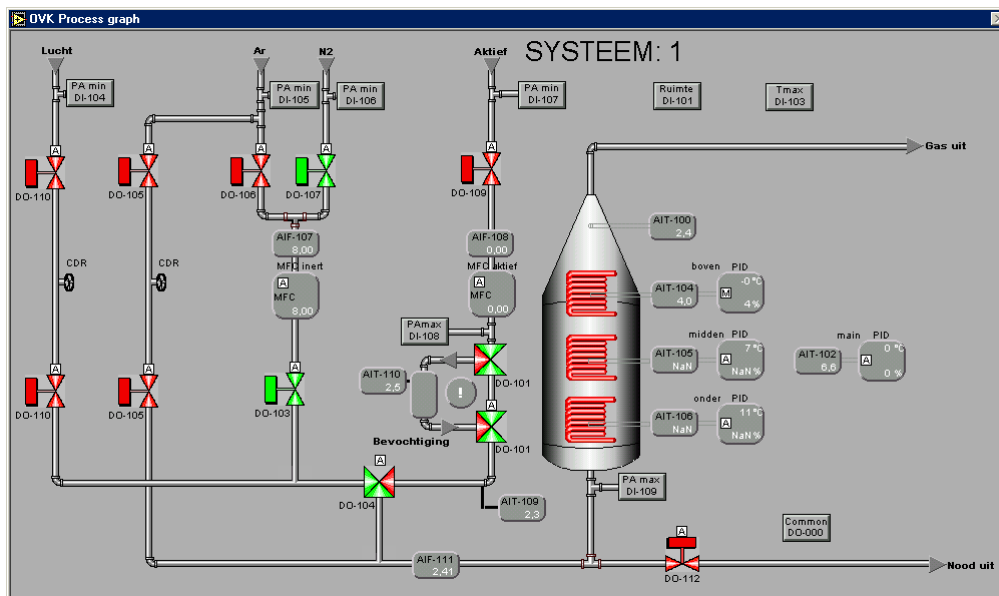 OVK Process graph
Lucht
Ar
N2
Aktief
SYSTEEM: 1
PA min
DI-104
PA min
DI-105
PA min
DI-106
PA min
DI-107
Ruimte
DI-101
Tmax
DI-103
Gas uit
A
A
A
A
A
DO-110
DO-105
DO-106
DO-107
DO-109
AIT-100
2,4
AIF-107
8,00
AIF-108
0,00
CDR
CDR
MFC inert
A
MFC
8,00
MFC aktief
A
MFC
0,00
boven PID
AIT-104
4,0
-0 °C
M
4 %
PAmax
DI-108
midden PID
AIT-105
NaN
7 °C
A
NaN %
main PID
AIT-102
6,6
0 °C
A
0 %
AIT-110
2,5
!
A
DO-101
A
DO-110
A
DO-105
A
DO-103
A
DO-101
Bevochtiging
onder PID
AIT-106
NaN
11 °C
A
NaN %
A
DO-104
PA max
DI-109
AIT-109
2,3
Common
DO-000
AIF-111
2,41
A
DO-112
Nood uit